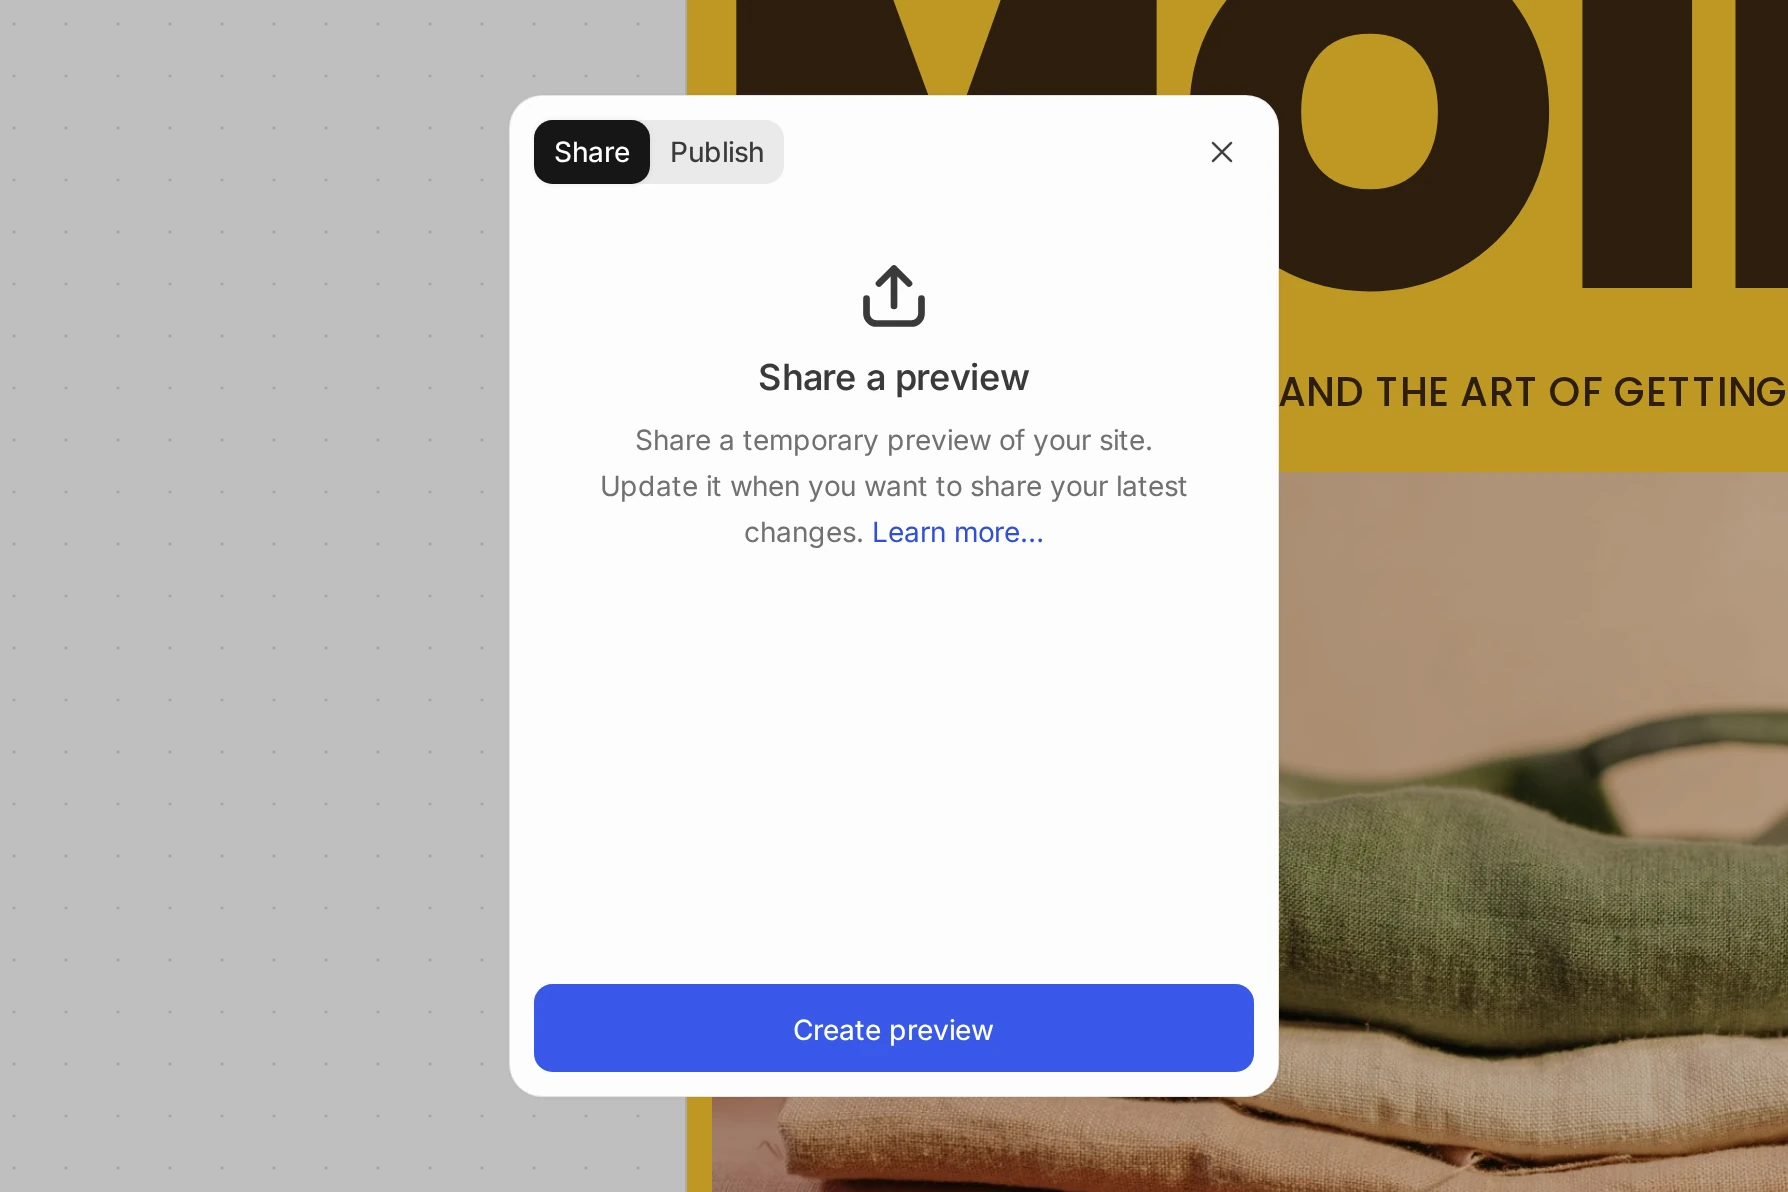 Share Publish
Share a preview
Share a temporary preview of your site.
Update it when you want to share your latest
changes. Learn more...
Create preview
AND THE ART OF GETTING